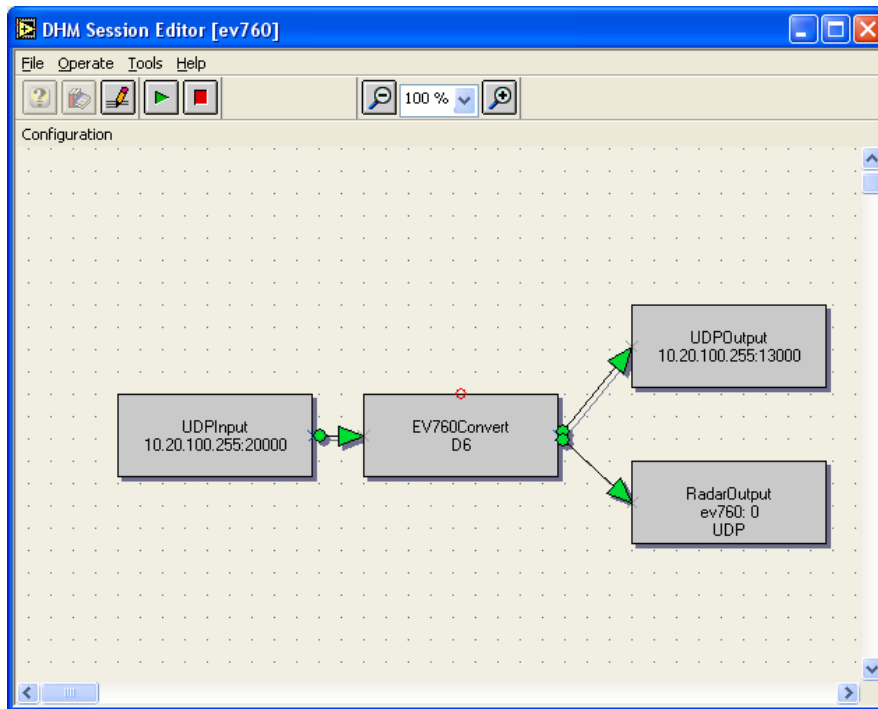 DHM Session Editor [ev760]
File Operate Tools Help
100 %
Configuration
UDPOutput
10.20.100.255:13000
UDPInput
10.20.100.255:20000
EV760Convert
D6
RadarOutput
ev760: 0
UDP